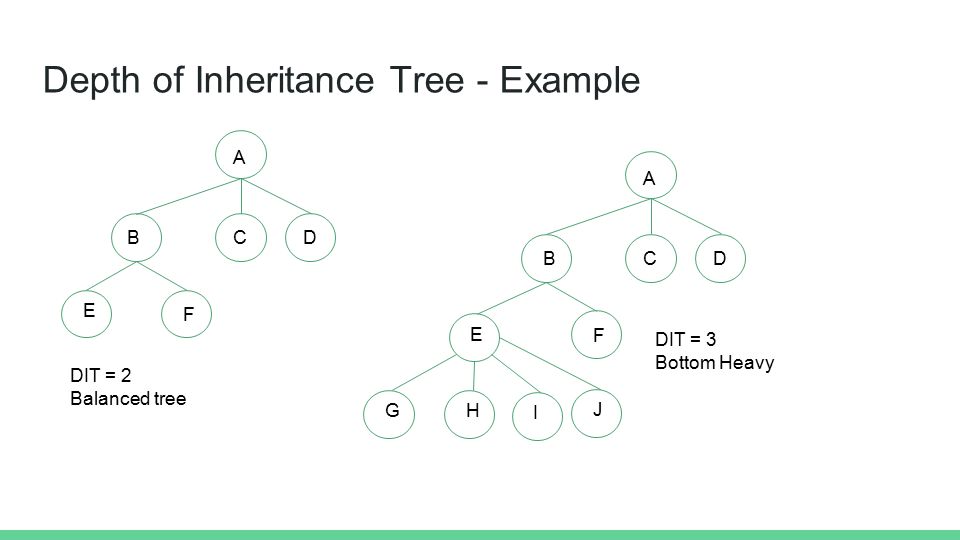 Depth of Inheritance Tree - Example
A
B C D
E F
DIT = 2
Balanced tree
A
B C D
E F
G H I J
DIT = 3
Bottom Heavy